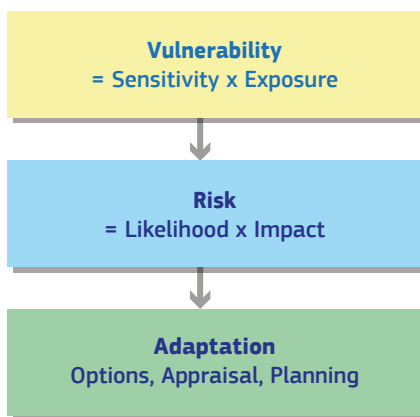 Vulnerability
= Sensitivity x Exposure
Risk
= Likelihood x Impact
Adaptation
Options, Appraisal, Planning